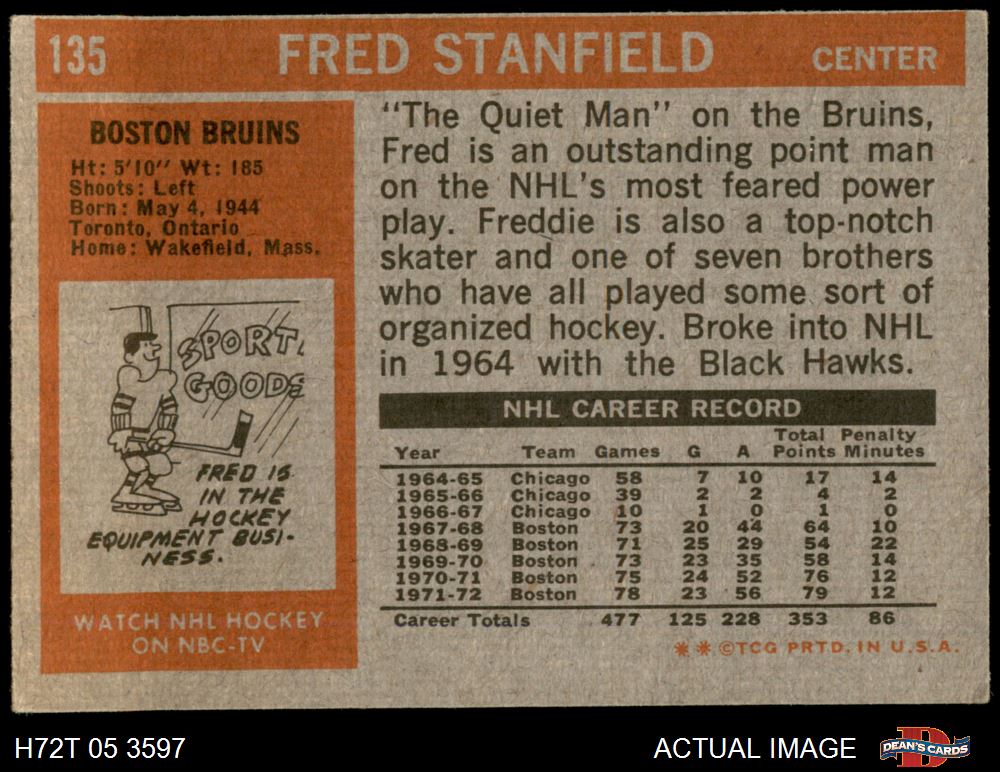 135 FRED STANFIELD CENTER
BOSTON BRUINS
Ht: 5'10" Wt: 185
Shoots: Left
Born: May 4, 1944
Toronto, Ontario
Home: Wakefield, Mass.
SPORT
GOODS
FRED IS
IN THE
HOCKEY
EQUIPMENT BUSI-
NESS.
WATCH NHL HOCKEY
ON NBC-TV
"The Quiet Man" on the Bruins,
Fred is an outstanding point man
on the NHL's most feared power
play. Freddie is also a top-notch
skater and one of seven brothers
who have all played some sort of
organized hockey. Broke into NHL
in 1964 with the Black Hawks.
NHL CAREER RECORD
Year Team Games G A Total Points Penalty Minutes
1964-65 Chicago 58 7 10 17 14
1965-66 Chicago 39 2 2 4 2
1966-67 Chicago 10 1 0 1 0
1967-68 Boston 73 20 44 64 10
1968-69 Boston 71 25 29 54 22
1969-70 Boston 73 23 35 58 14
1970-71 Boston 75 24 52 76 12
1971-72 Boston 78 23 56 79 12
Career Totals 477 125 228 353 86
* * ©TCG PRTD. IN U.S.A.
H72T 05 3597 ACTUAL IMAGE D DEAN'S CARDS